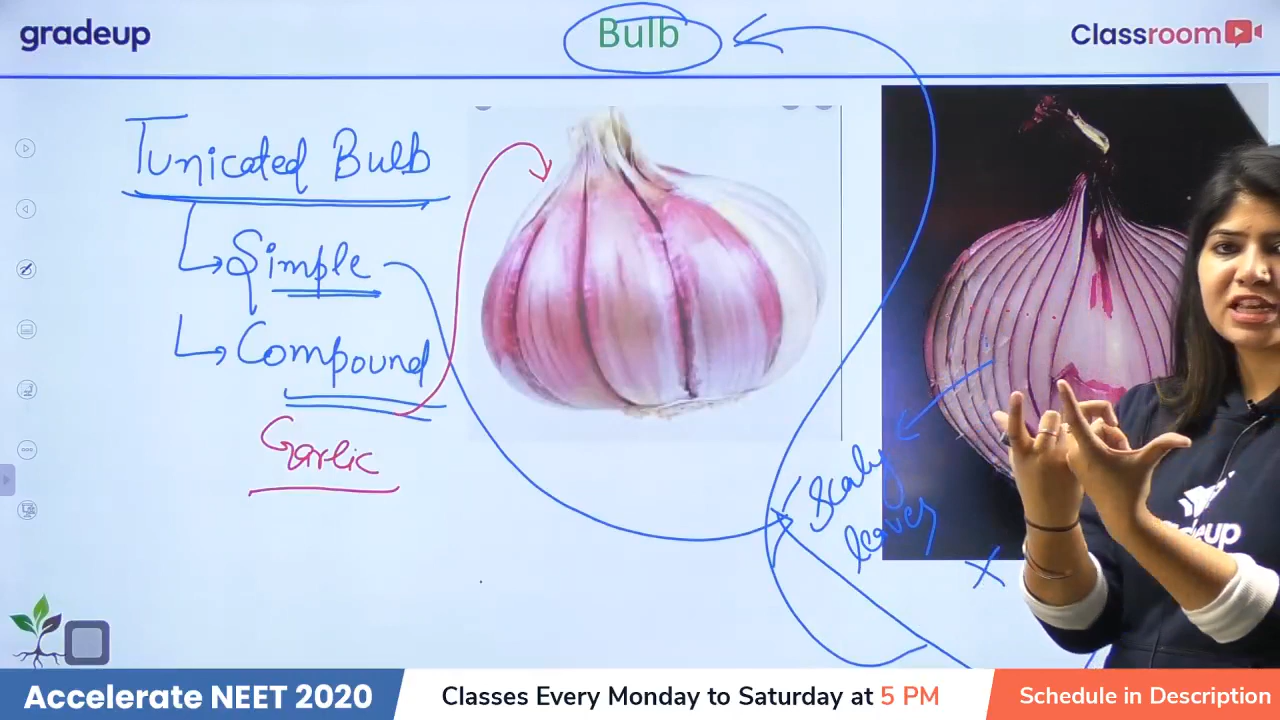 gradeup
Bulb
Classroom
Tunicated Bulb
Simple
Compound
Garlic
Scaly
leaves
gradeup
Accelerate NEET 2020
Classes Every Monday to Saturday at 5 PM
Schedule in Description